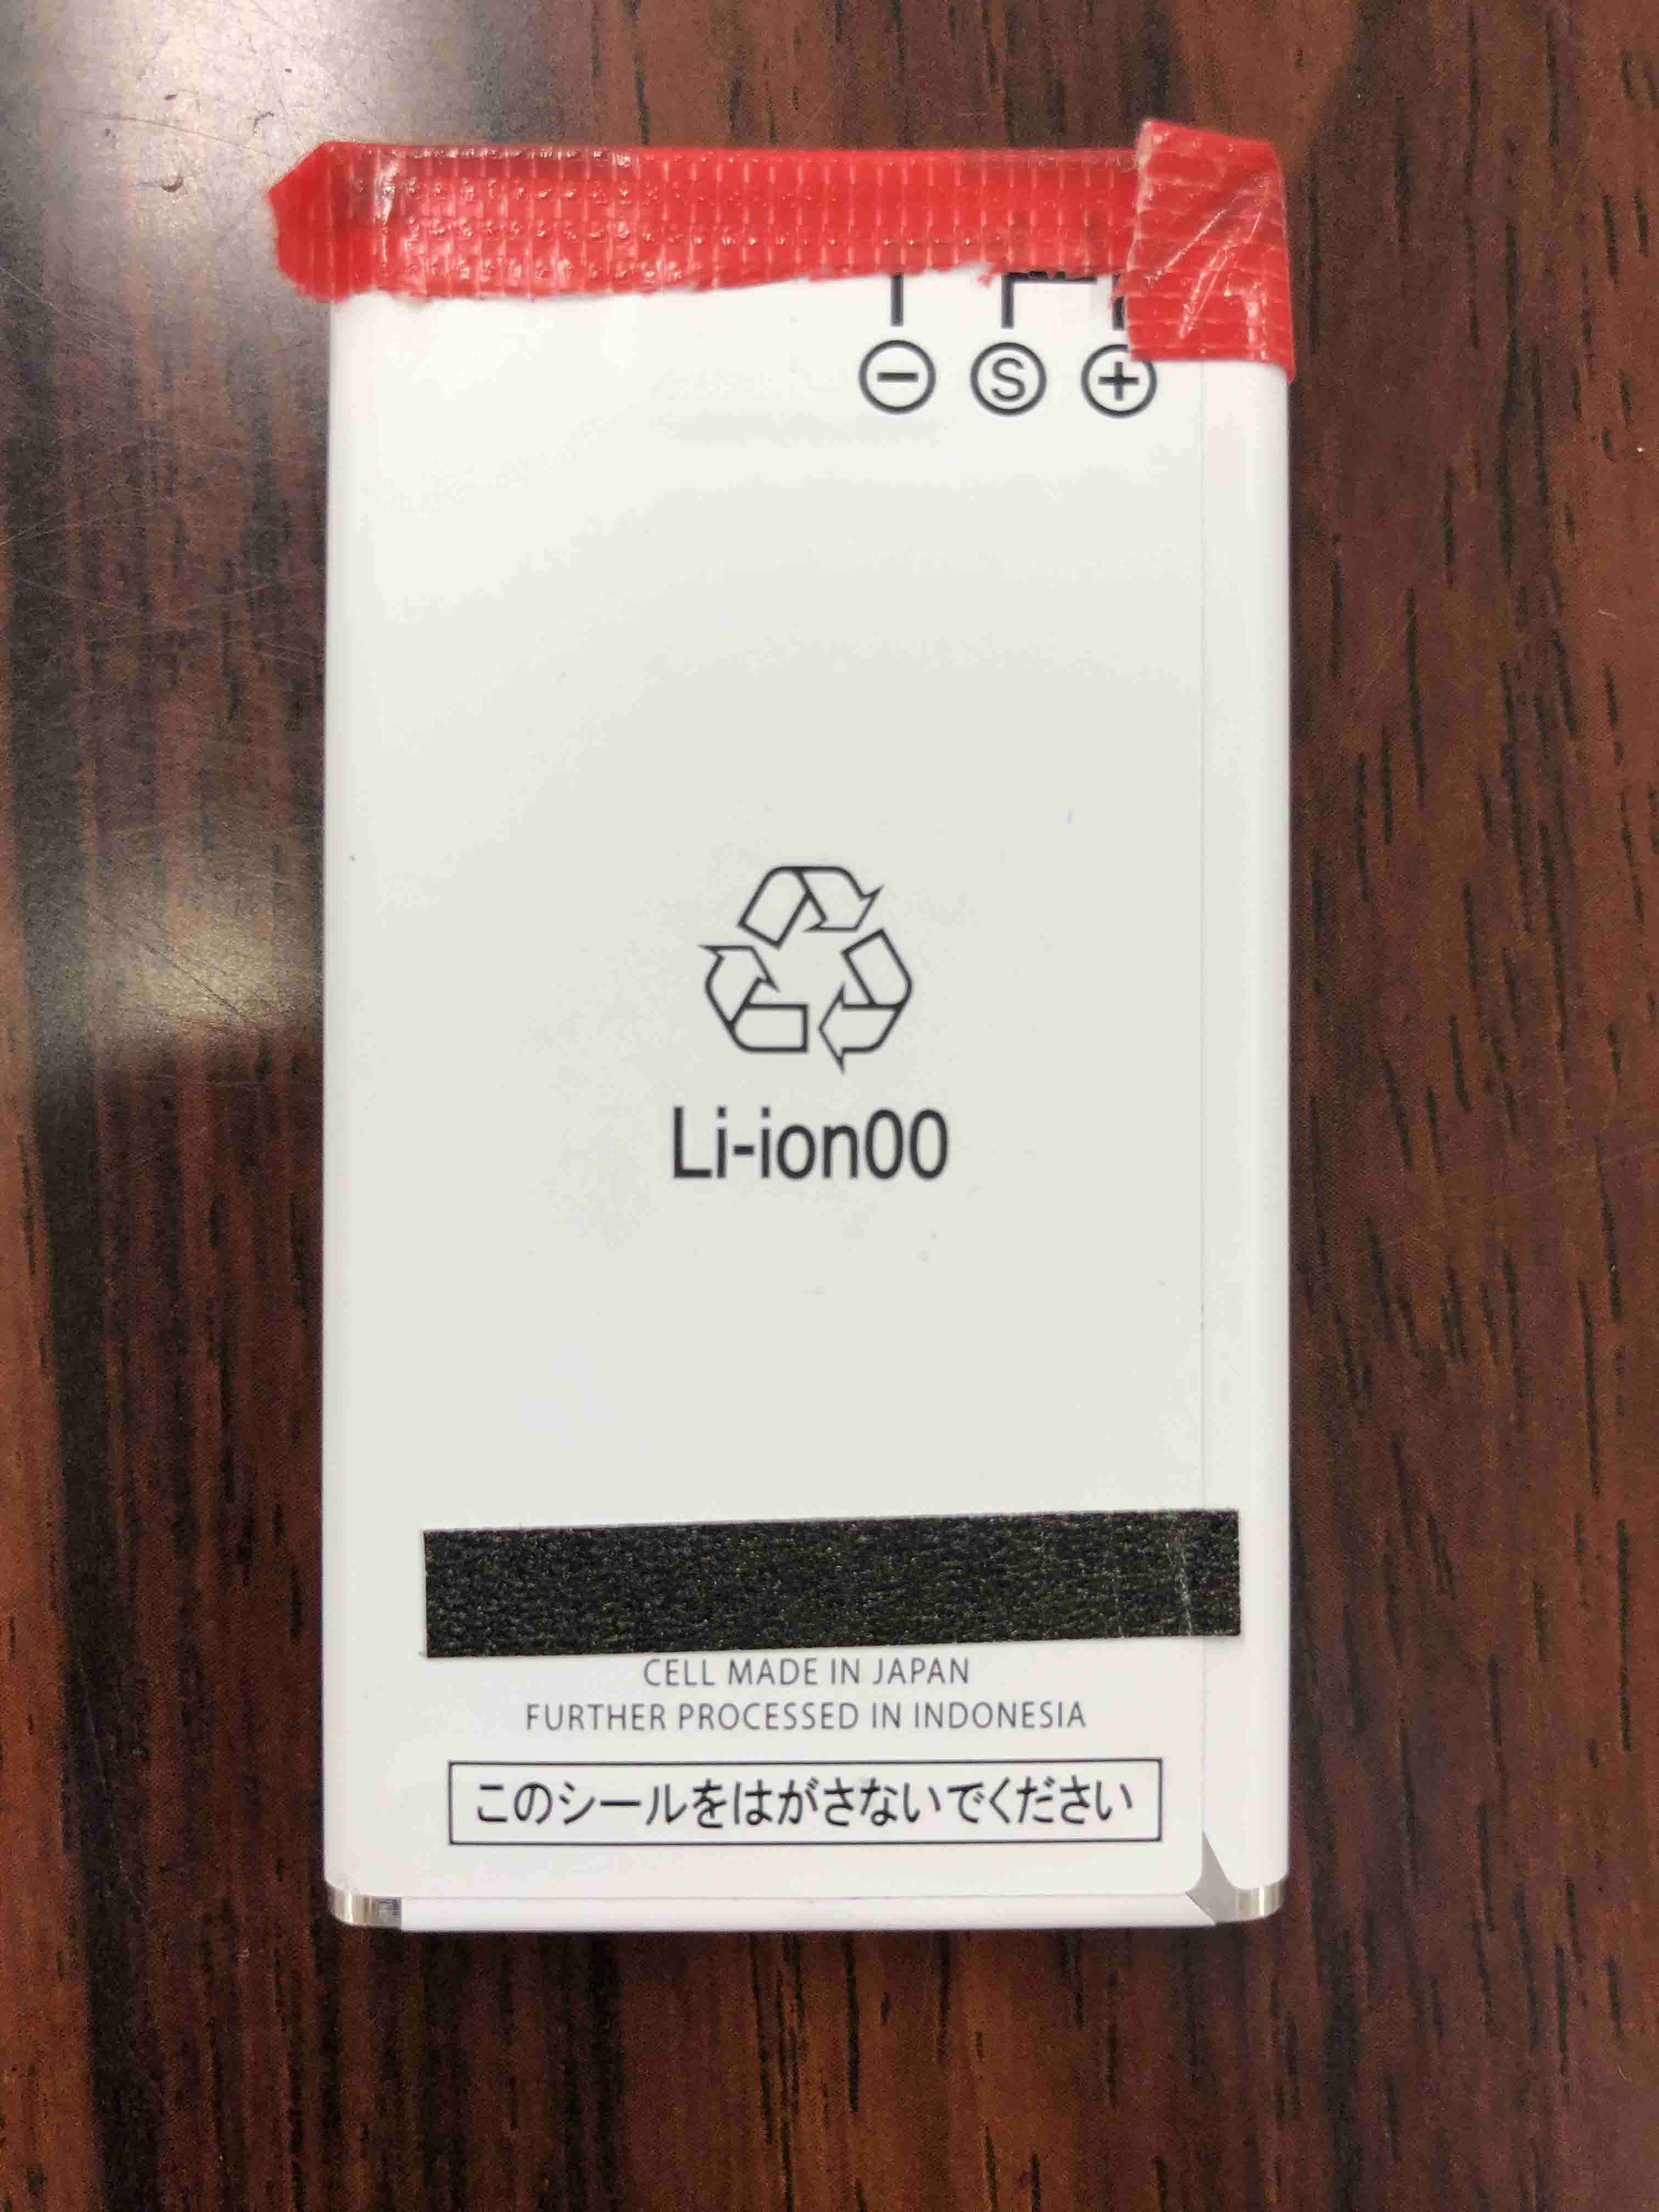 − S +
Li-ion00
CELL MADE IN JAPAN
FURTHER PROCESSED IN INDONESIA
このシールをはがさないでください